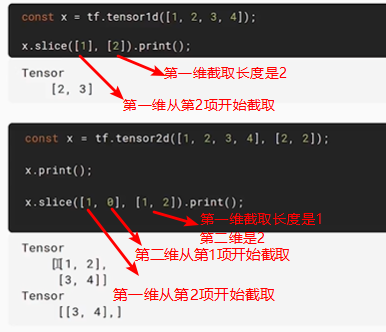 const x = tf.tensor1d([1, 2, 3, 4]);
x.slice([1], [2]).print();
Tensor
第一维截取长度是2
[2, 3]
第一维从第2项开始截取
const x = tf.tensor2d([1, 2, 3, 4], [2, 2]);
x.print();
x.slice([1, 0], [1, 2]).print();
第一维截取长度是1
第二维是2
Tensor
第二维从第1项开始截取
[[1, 2],
[3, 4]]
第一维从第2项开始截取
Tensor
[[3, 4],]